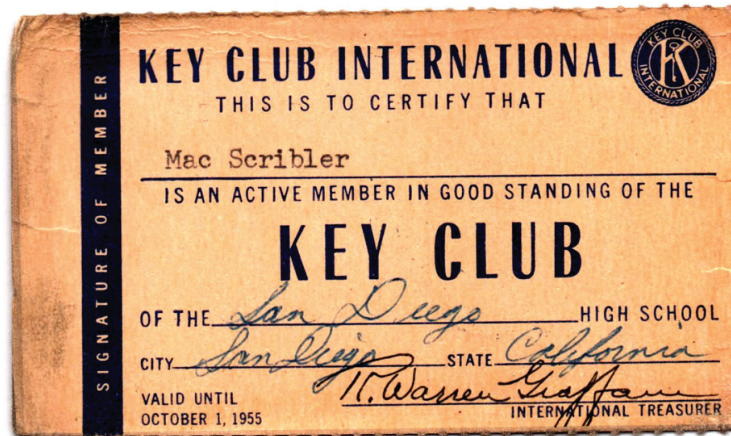 SIGNATURE OF MEMBER
KEY CLUB INTERNATIONAL
KEY CLUB INTERNATIONAL
K
THIS IS TO CERTIFY THAT
Mac Scribler
IS AN ACTIVE MEMBER IN GOOD STANDING OF THE
KEY CLUB
OF THE San Diego HIGH SCHOOL
CITY San Diego STATE California
VALID UNTIL
OCTOBER 1, 1955
Warren
INTERNATIONAL TREASURER